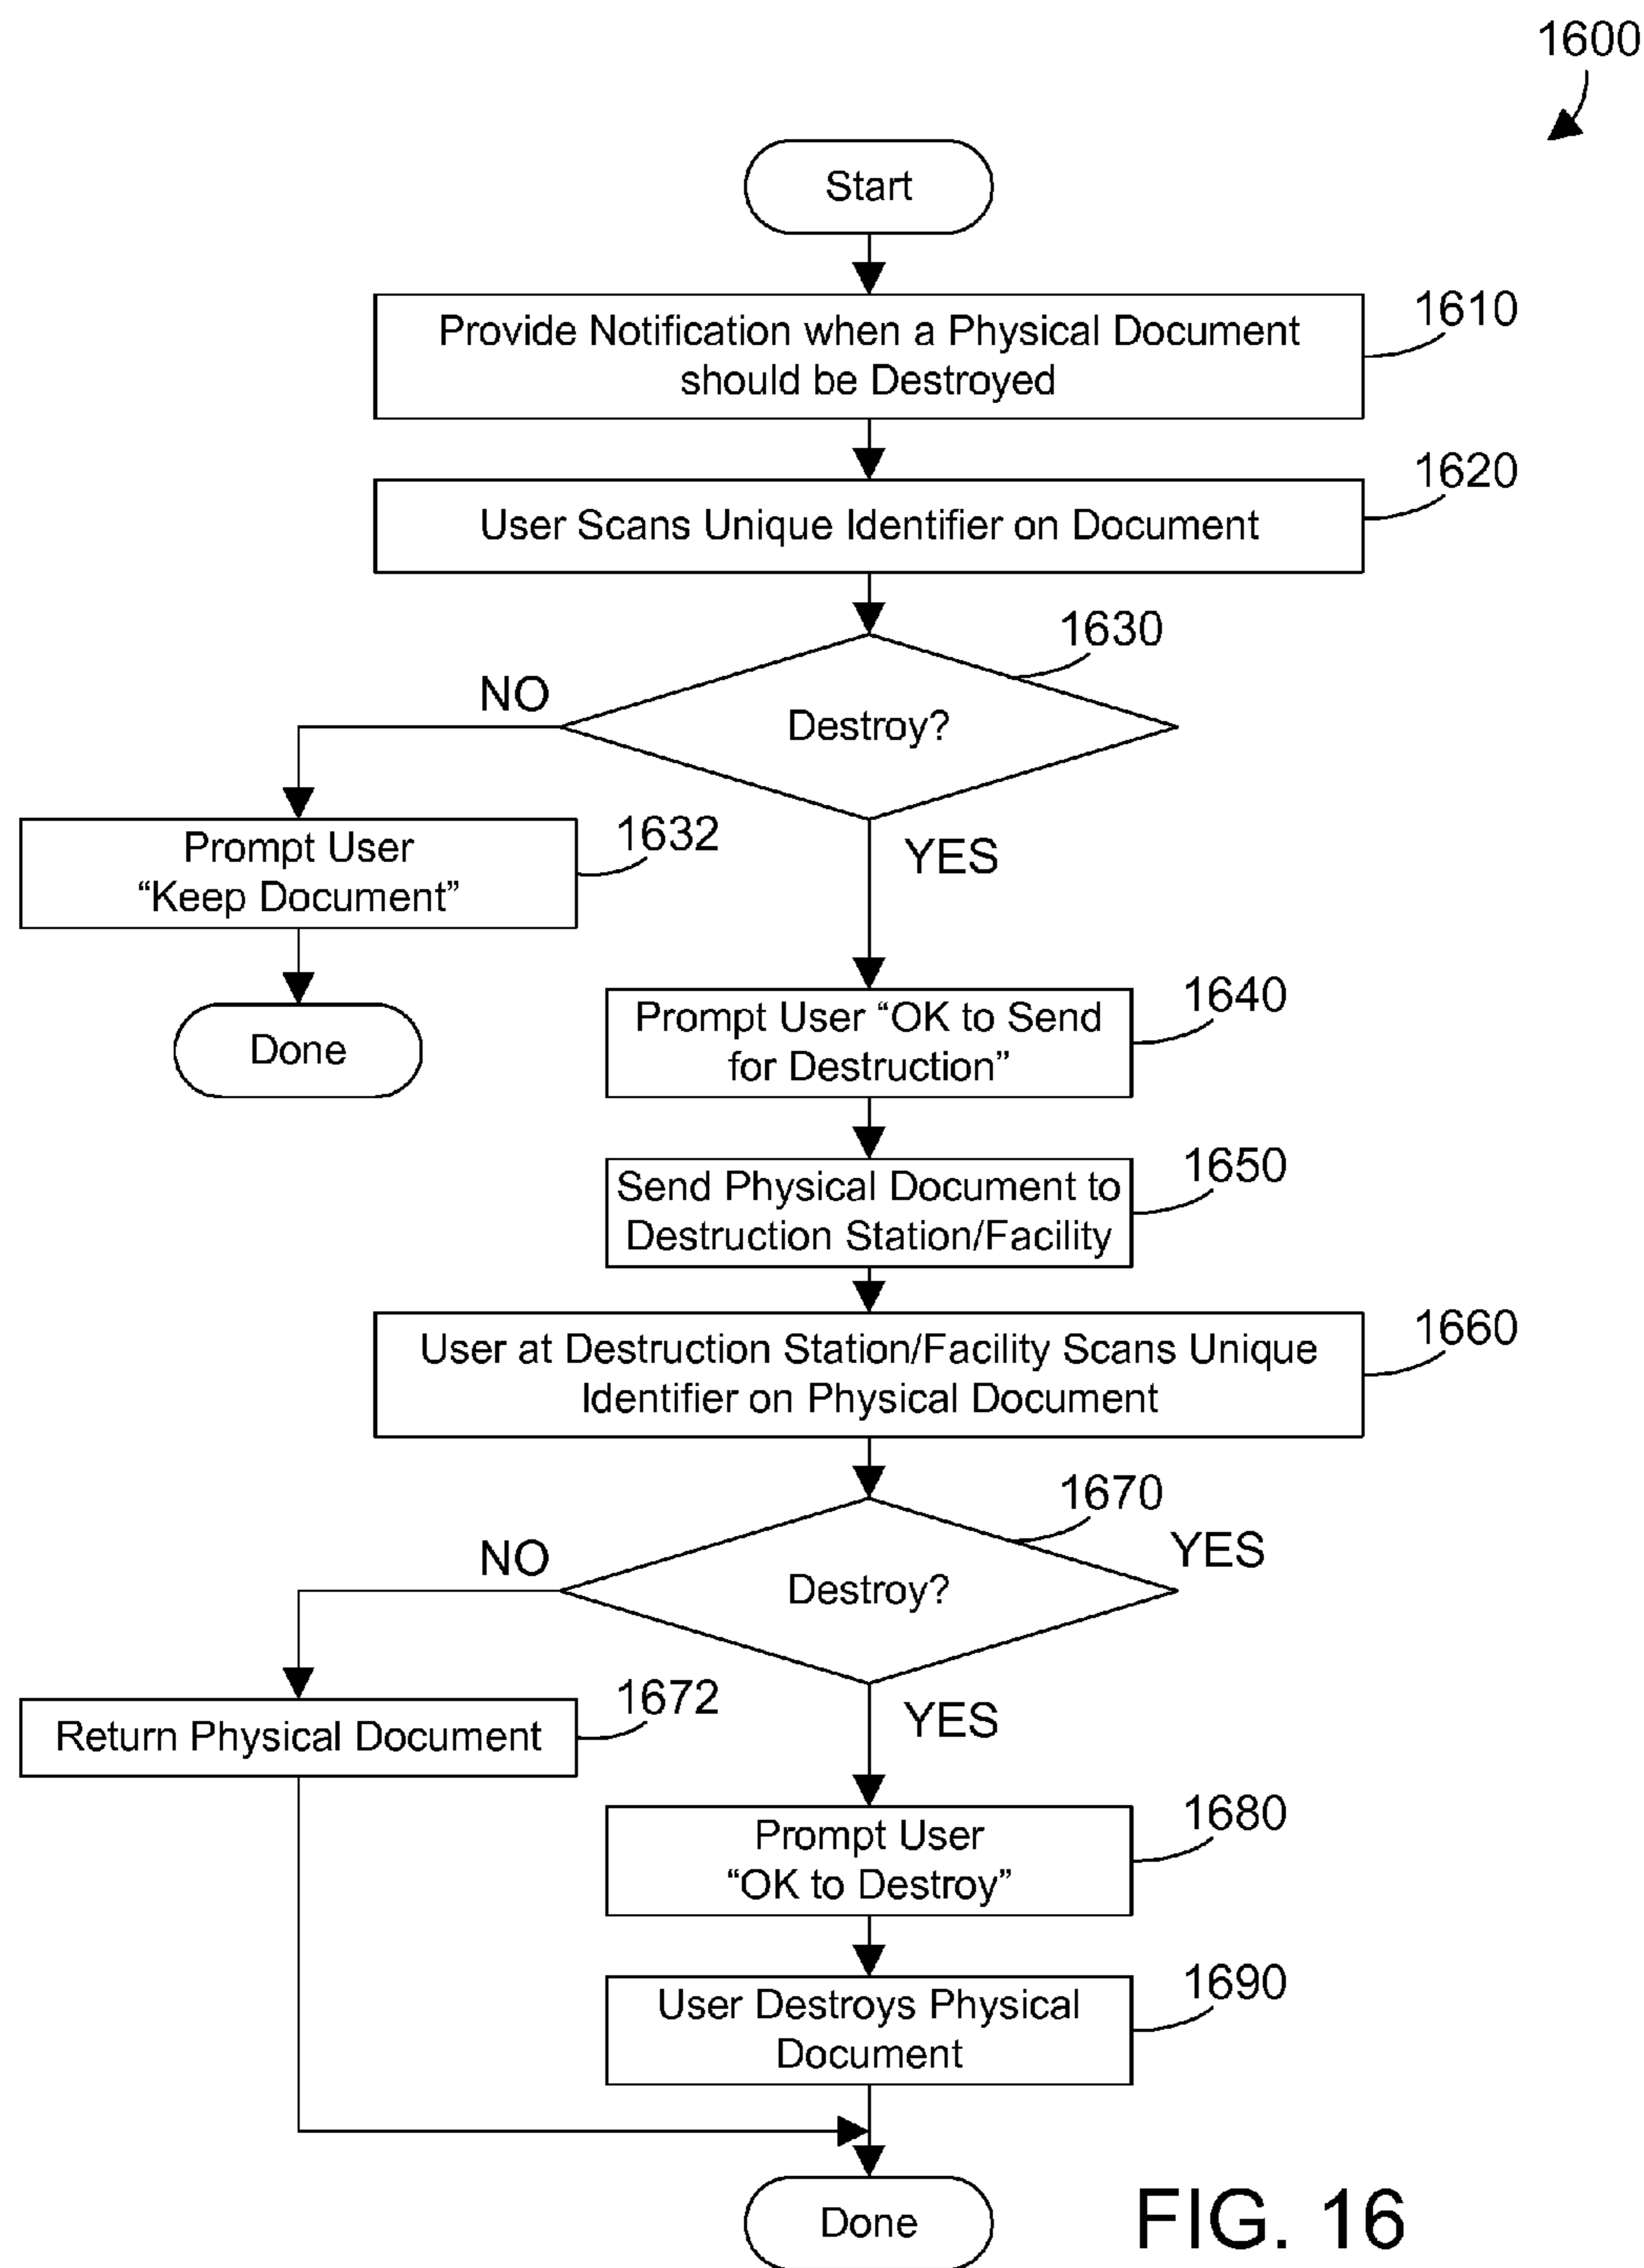 1600
Start
Provide Notification when a Physical Document
should be Destroyed
1610
User Scans Unique Identifier on Document
1620
1630
NO
Destroy?
YES
Prompt User
“Keep Document”
1632
Done
Prompt User “OK to Send
for Destruction”
1640
Send Physical Document to
Destruction Station/Facility
1650
User at Destruction Station/Facility Scans Unique
Identifier on Physical Document
1660
1670
NO
YES
Destroy?
YES
Return Physical Document
1672
Prompt User
“OK to Destroy”
1680
User Destroys Physical
Document
1690
Done
FIG. 16